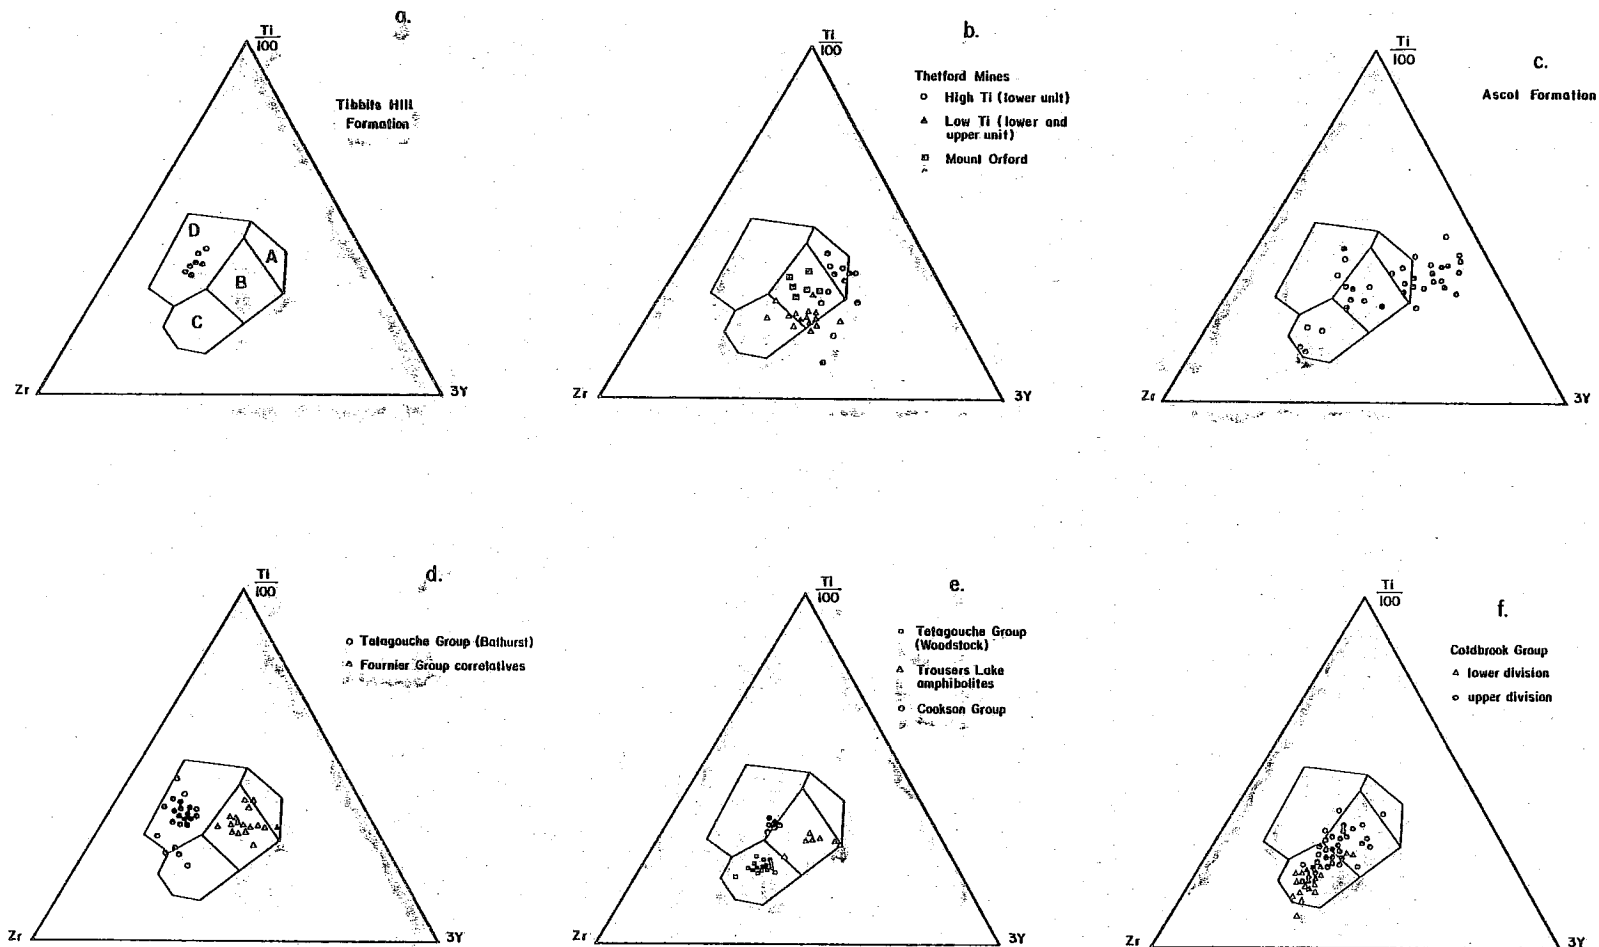 a.
Ti
100
Tibbits Hill
Formation
D
A
B
C
Zr
3Y
b.
Ti
100
Thetford Mines
High Ti (lower unit)
Low Ti (lower and
upper unit)
Mount Orford
Zr
3Y
c.
Ti
100
Ascot Formation
Zr
3Y
d.
Ti
100
Tetagouche Group (Bathurst)
Fournier Group correlatives
Zr
3Y
e.
Ti
100
Tetagouche Group
(Woodstock)
Trousers Lake
amphibolites
Cookson Group
Zr
3Y
f.
Ti
100
Coldbrook Group
lower division
upper division
Zr
3Y